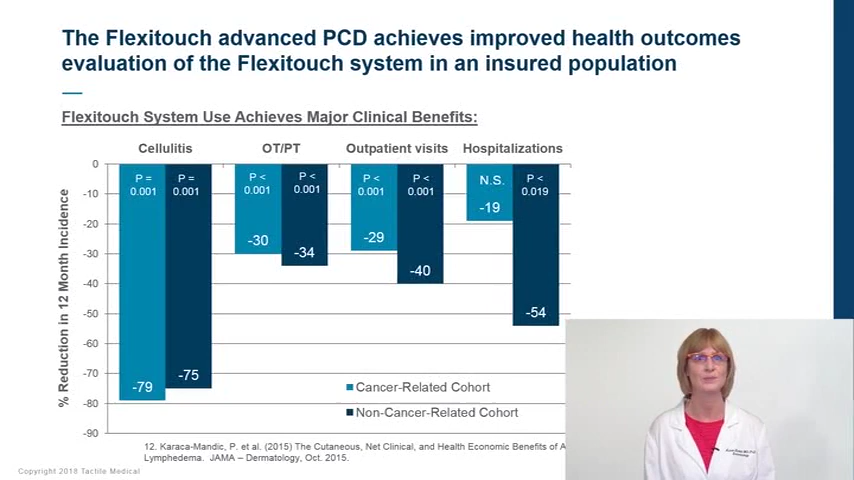 The Flexitouch advanced PCD achieves improved health outcomes
evaluation of the Flexitouch system in an insured population
Flexitouch System Use Achieves Major Clinical Benefits:
Cellulitis OT/PT Outpatient visits Hospitalizations
% Reduction in 12 Month Incidence
0
-10
-20
-30
-40
-50
-60
-70
-80
-90
P =
0.001
P =
0.001
P <
0.001
P <
0.001
P <
0.001
P <
0.001
N.S.
P <
0.019
-79
-75
-30
-34
-29
-40
-19
-54
Cancer-Related Cohort
Non-Cancer-Related Cohort
12. Karaca-Mandic, P. et al. (2015) The Cutaneous, Net Clinical, and Health Economic Benefits of A
Lymphedema. JAMA – Dermatology, Oct. 2015.
Copyright 2018 Tactile Medical